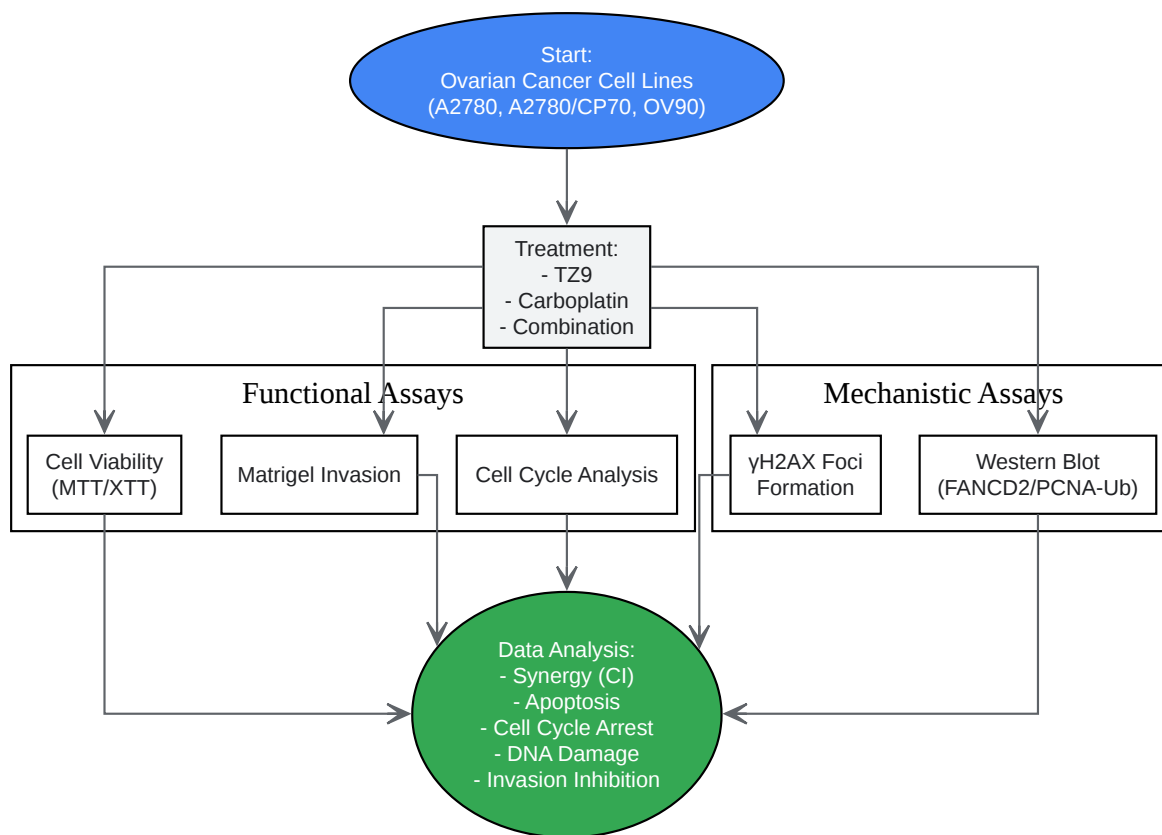 Start:
Ovarian Cancer Cell Lines
(A2780, A2780/CP70, OV90)
Treatment:
- TZ9
- Carboplatin
- Combination
Functional Assays
Cell Viability
(MTT/XTT)
Matrigel Invasion
Cell Cycle Analysis
Mechanistic Assays
γH2AX Foci
Formation
Western Blot
(FANCD2/PCNA-Ub)
Data Analysis:
- Synergy (CI)
- Apoptosis
- Cell Cycle Arrest
- DNA Damage
- Invasion Inhibition